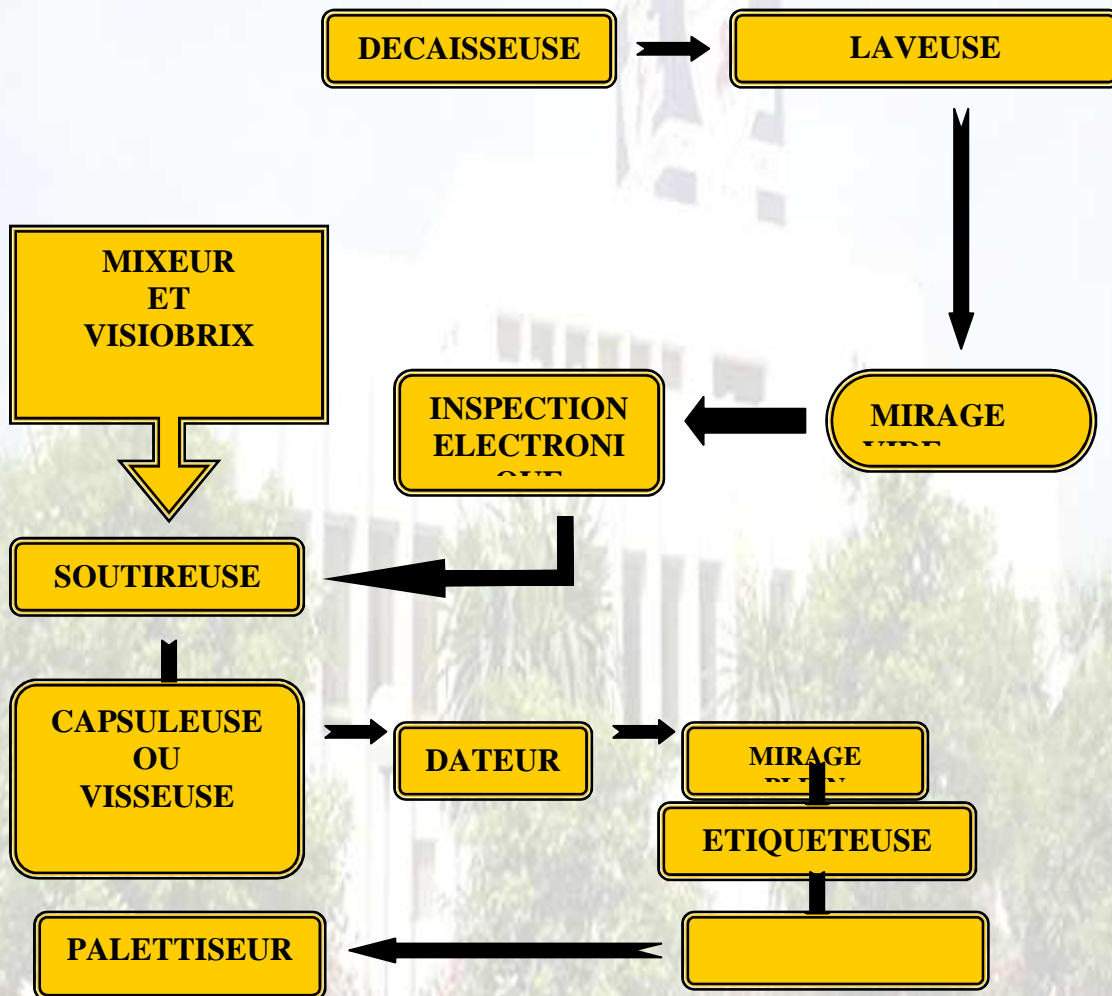 DECAISSEUSE
LAVEUSE
MIXEUR
ET
VISIOBRIX
INSPECTION
ELECTRONI
MIRAGE
SOUTIREUSE
CAPSULEUSE
OU
VISSEUSE
DATEUR
MIRAGE
ETIQUETEUSE
PALETTISEUR